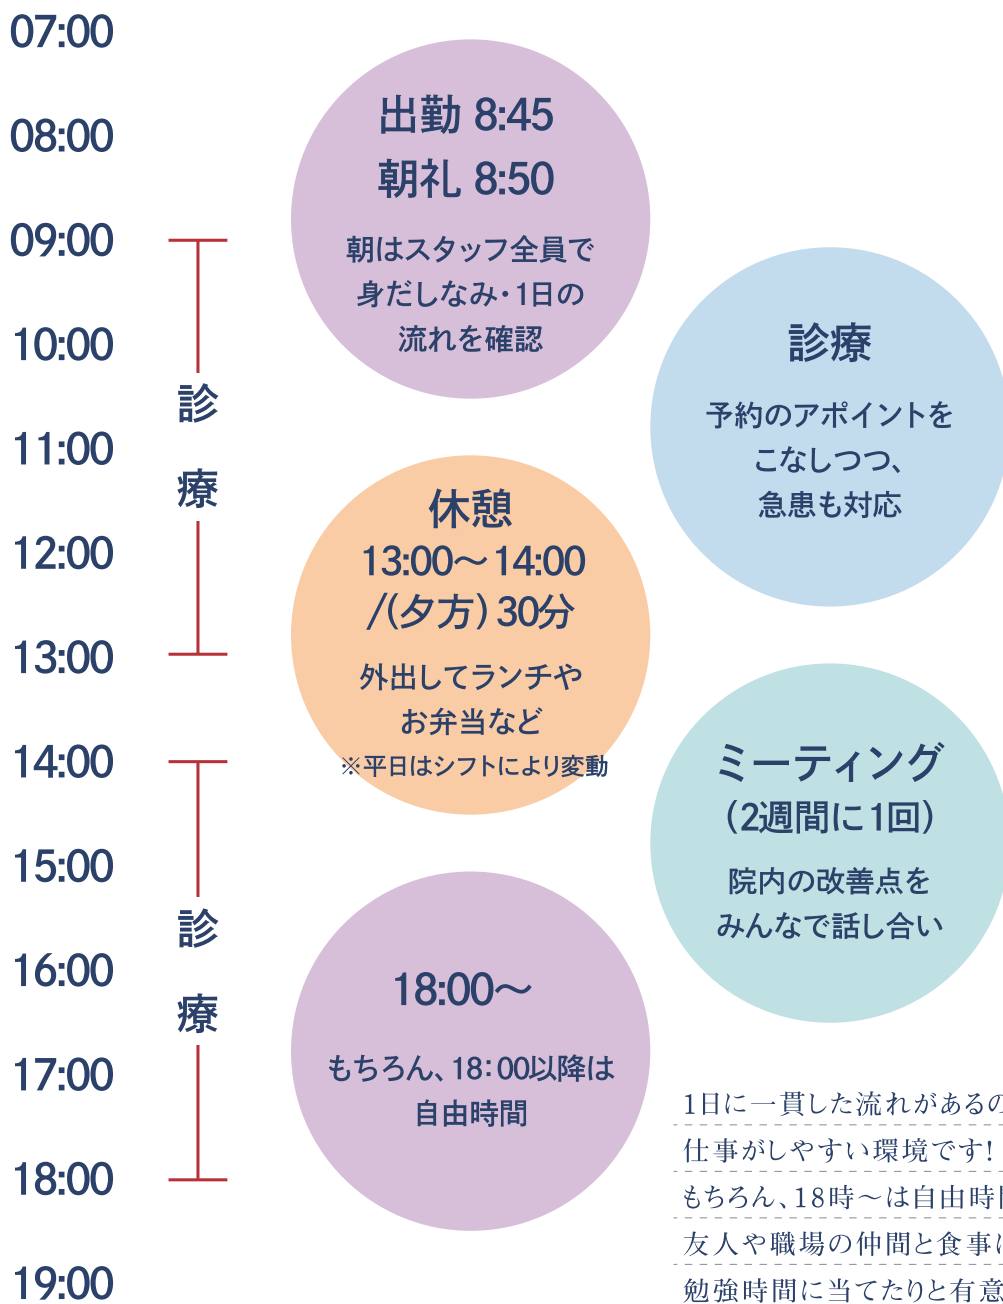 07:00
08:00
09:00
10:00
11:00
12:00
13:00
14:00
15:00
16:00
17:00
18:00
19:00
診療
診療
出勤 8:45
朝礼 8:50
朝はスタッフ全員で
身だしなみ・1日の
流れを確認
診療
予約のアポイントを
こなしつつ、
急患も対応
休憩
13:00～14:00
/(夕方)30分
外出してランチや
お弁当など
※平日はシフトにより変動
ミーティング
(2週間に1回)
院内の改善点を
みんなで話し合い
18:00～
もちろん、18:00以降は
自由時間
1日に一貫した流れがあるの
仕事がしやすい環境です!
もちろん、18時～は自由時
友人や職場の仲間と食事
勉強時間に当てたりと有意